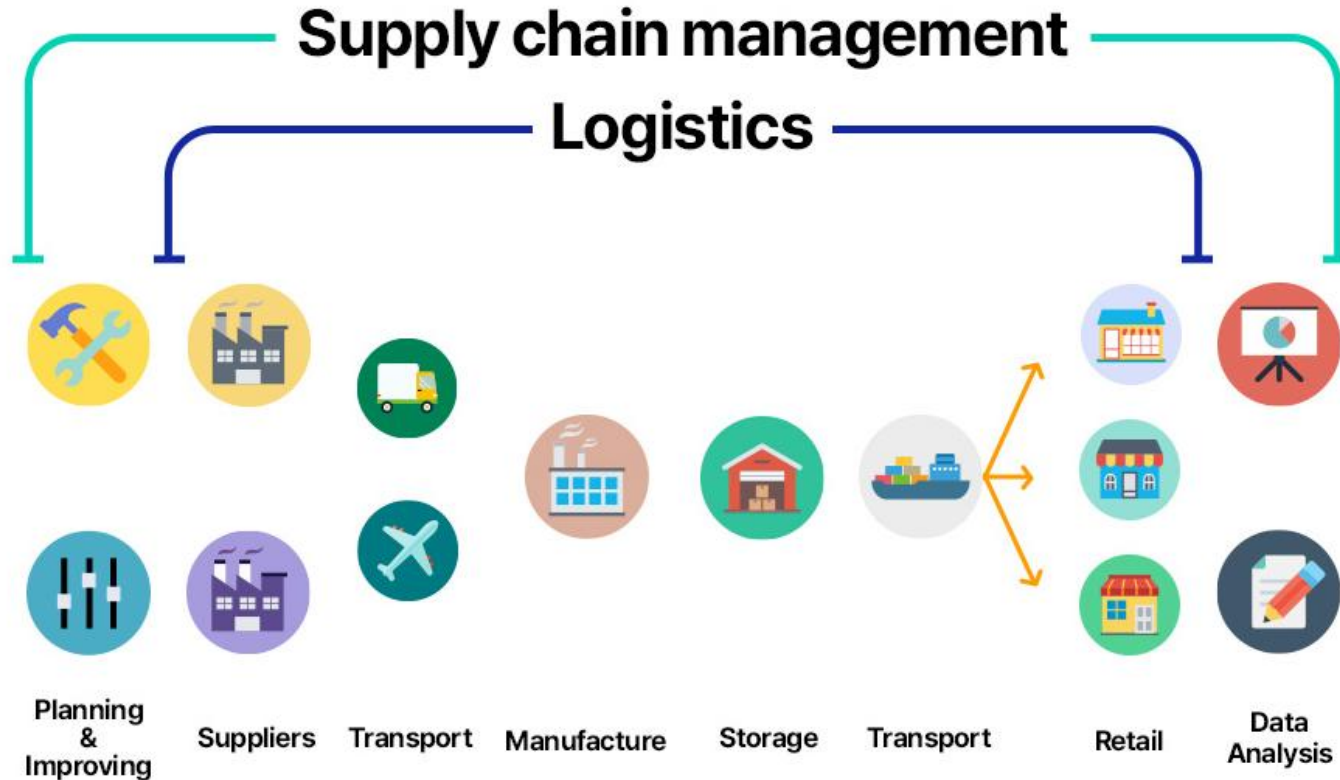 Supply chain management
Logistics
Planning
&
Improving
Suppliers
Transport
Manufacture
Storage
Transport
Retail
Data
Analysis